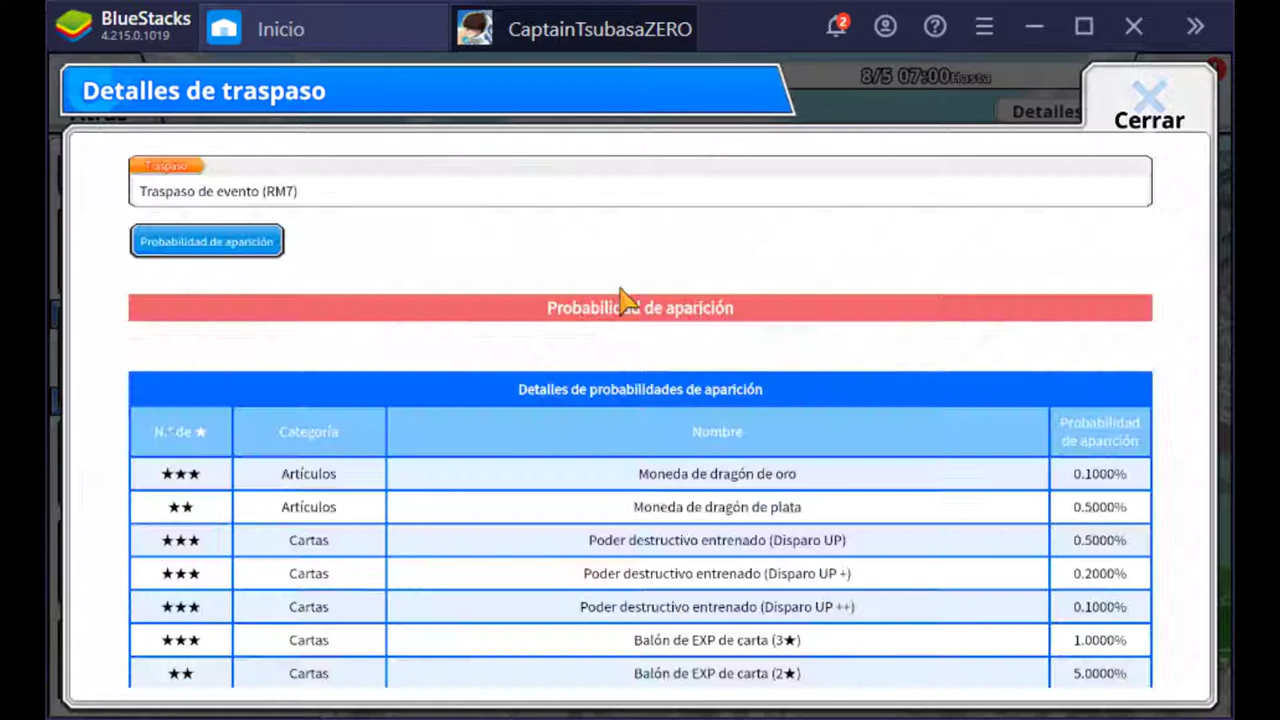 BlueStacks
4.215.0.1019
Inicio
CaptainTsubasaZERO
2
8/5 07:00Hasta
Detalles de traspaso
Detalles
Cerrar
Atrás
Traspaso
Traspaso de evento (RM7)
Probabilidad de aparición
Probabilidad de aparición
Detalles de probabilidades de aparición
N.° de ★ Categoría Nombre Probabilidad
de aparición
★★★ Artículos Moneda de dragón de oro 0.1000%
★★ Artículos Moneda de dragón de plata 0.5000%
★★★ Cartas Poder destructivo entrenado (Disparo UP) 0.5000%
★★★ Cartas Poder destructivo entrenado (Disparo UP +) 0.2000%
★★★ Cartas Poder destructivo entrenado (Disparo UP ++) 0.1000%
★★★ Cartas Balón de EXP de carta (3★) 1.0000%
★★ Cartas Balón de EXP de carta (2★) 5.0000%